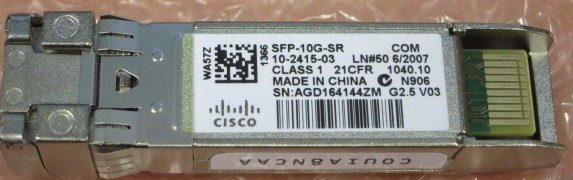 WA57Z
1366
SFP-10G-SR COM
10-2415-03 LN#50 6/2007
CLASS 1 21CFR 1040.10
MADE IN CHINA N906
SN:AGD164144ZM G2.5 V03
CISCO
COUIA8NCAA